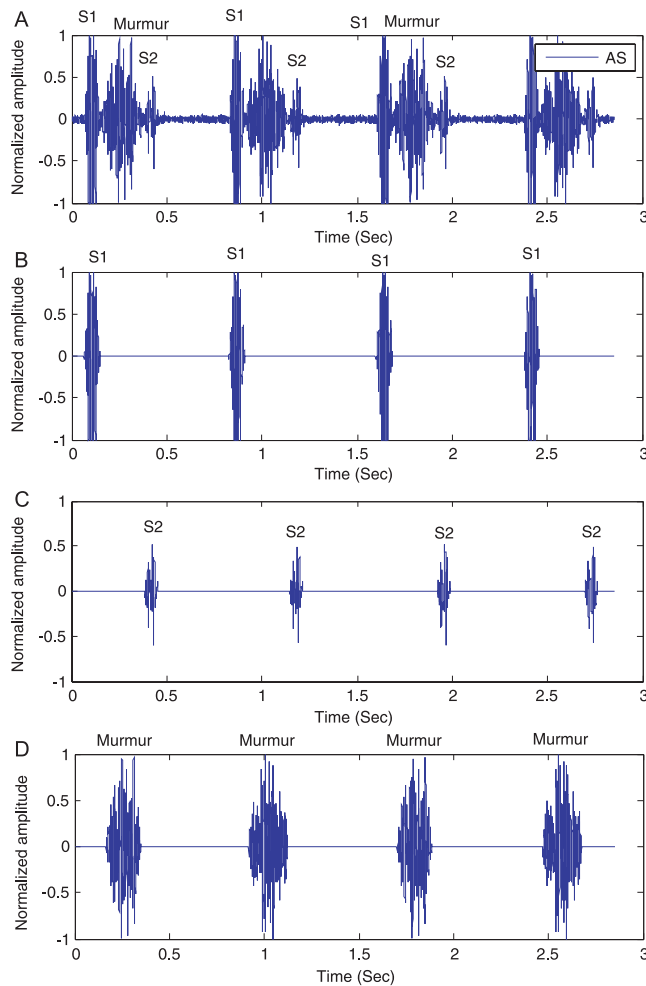 A S1 Murmur S1 S1 Murmur
S2 S2 S2
AS
1
0.5
0
-0.5
-1
Normalized amplitude
0 0.5 1 1.5 2 2.5 3
Time (Sec)
B S1 S1 S1 S1
1
0.5
0
-0.5
-1
Normalized amplitude
0 0.5 1 1.5 2 2.5 3
Time (Sec)
C S2 S2 S2 S2
1
0.5
0
-0.5
-1
Normalized amplitude
0 0.5 1 1.5 2 2.5 3
Time (Sec)
D Murmur Murmur Murmur Murmur
1
0.5
0
-0.5
-1
Normalized amplitude
0 0.5 1 1.5 2 2.5 3
Time (Sec)